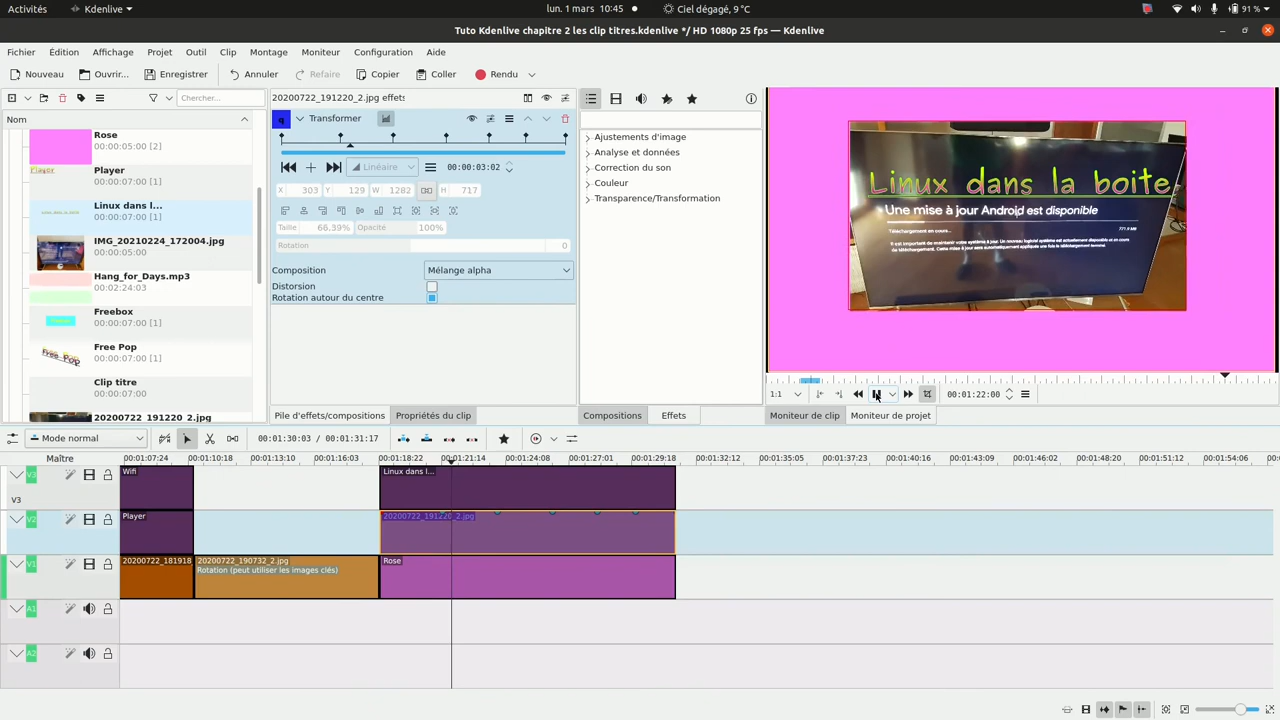 Activités
Kdenlive
lun. 1 mars 10:45
Ciel dégagé, 9 °C
91 %
Tuto Kdenlive chapitre 2 les clip titres.kdenlive */ HD 1080p 25 fps — Kdenlive
Fichier Édition Affichage Projet Outil Clip Montage Moniteur Configuration Aide
Nouveau Ouvrir... Enregistrer Annuler Refaire Copier Coller Rendu
Chercher...
Nom
Rose
00:00:05:00 [2]
Player
00:00:07:00 [1]
Linux dans l...
00:00:07:00 [1]
IMG_20210224_172004.jpg
00:00:05:00
Hang_for_Days.mp3
00:02:24:03
Freebox
00:00:07:00 [1]
Free Pop
00:00:07:00 [1]
Clip titre
00:00:07:00
20200722_191220_2.jpg
20200722_191220_2.jpg effets
Transformer
Linéaire
00:00:03:02
X 303 Y 129 W 1282 H 717
Taille 66.39% Opacité 100%
Rotation 0
Composition Mélange alpha
Distorsion
Rotation autour du centre
Pile d'effets/compositions Propriétés du clip
Ajustements d'image
Analyse et données
Correction du son
Couleur
Transparence/Transformation
Compositions Effets
Linux dans la boite
Une mise à jour Android est disponible
Téléchargement en cours...
771.9 MB
1:1
00:01:22:00
Moniteur de clip Moniteur de projet
Mode normal
00:01:30:03 / 00:01:31:17
Maître
00:01:07:24 00:01:10:18 00:01:13:10 00:01:16:03 00:01:18:22 00:01:21:14 00:01:24:08 00:01:27:01 00:01:29:18 00:01:32:12 00:01:35:05 00:01:37:23 00:01:40:16 00:01:43:09 00:01:46:02 00:01:48:20 00:01:51:13 00:01:54:06
V3
V3
Wifi
Linux dans l...
V2
Player
20200722_191220_2.jpg
V1
20200722_181918
20200722_190732_2.jpg
Rotation (peut utiliser les images clés)
Rose
A1
A2